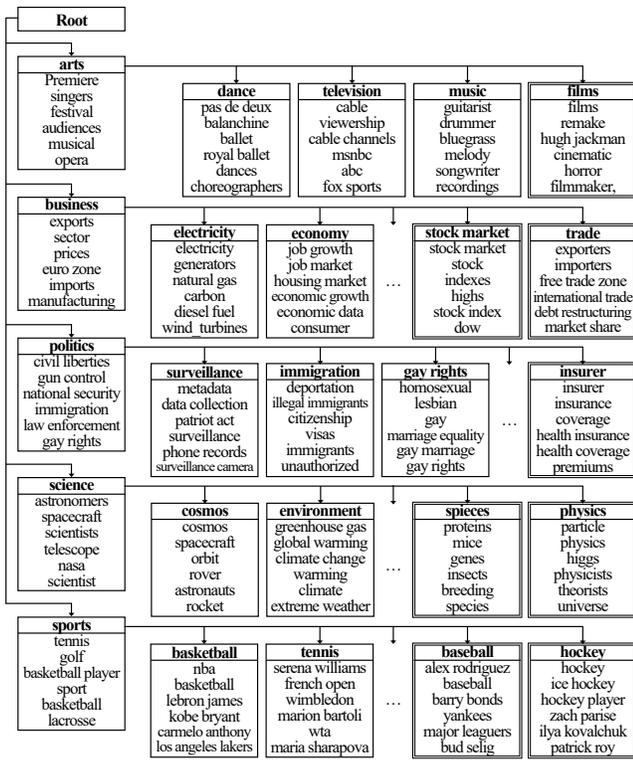 Root
arts
Premiere
singers
festival
audiences
musical
opera
dance
pas de deux
balanchine
ballet
royal ballet
dances
choreographers
television
cable
viewership
cable channels
msnbc
abc
fox sports
music
guitarist
drummer
bluegrass
melody
songwriter
recordings
films
films
remake
hugh jackman
cinematic
horror
filmmaker,
business
exports
sector
prices
euro zone
imports
manufacturing
electricity
electricity
generators
natural gas
carbon
diesel fuel
wind_turbines
economy
job growth
job market
housing market
economic growth
economic data
consumer
...
stock market
stock market
stock
indexes
highs
stock index
dow
trade
exporters
importers
free trade zone
international trade
debt restructuring
market share
politics
civil liberties
gun control
national security
immigration
law enforcement
gay rights
surveillance
metadata
data collection
patriot act
surveillance
phone records
surveillance camera
immigration
deportation
illegal immigrants
citizenship
visas
immigrants
unauthorized
gay rights
homosexual
lesbian
gay
marriage equality
gay marriage
gay rights
...
insurer
insurer
insurance
coverage
health insurance
health coverage
premiums
science
astronomers
spacecraft
scientists
telescope
nasa
scientist
cosmos
cosmos
spacecraft
orbit
rover
astronauts
rocket
environment
greenhouse gas
global warming
climate change
warming
climate
extreme weather
...
spieces
proteins
mice
genes
insects
breeding
species
physics
particle
physics
higgs
physicists
theorists
universe
sports
tennis
golf
basketball player
sport
basketball
lacrosse
basketball
nba
basketball
lebron james
kobe bryant
carmelo anthony
los angeles lakers
tennis
serena williams
french open
wimbledon
marion bartoli
wta
maria sharapova
...
baseball
alex rodriguez
baseball
barry bonds
yankees
major leaguers
bud selig
hockey
hockey
ice hockey
hockey player
zach parise
ilya kovalchuk
patrick roy